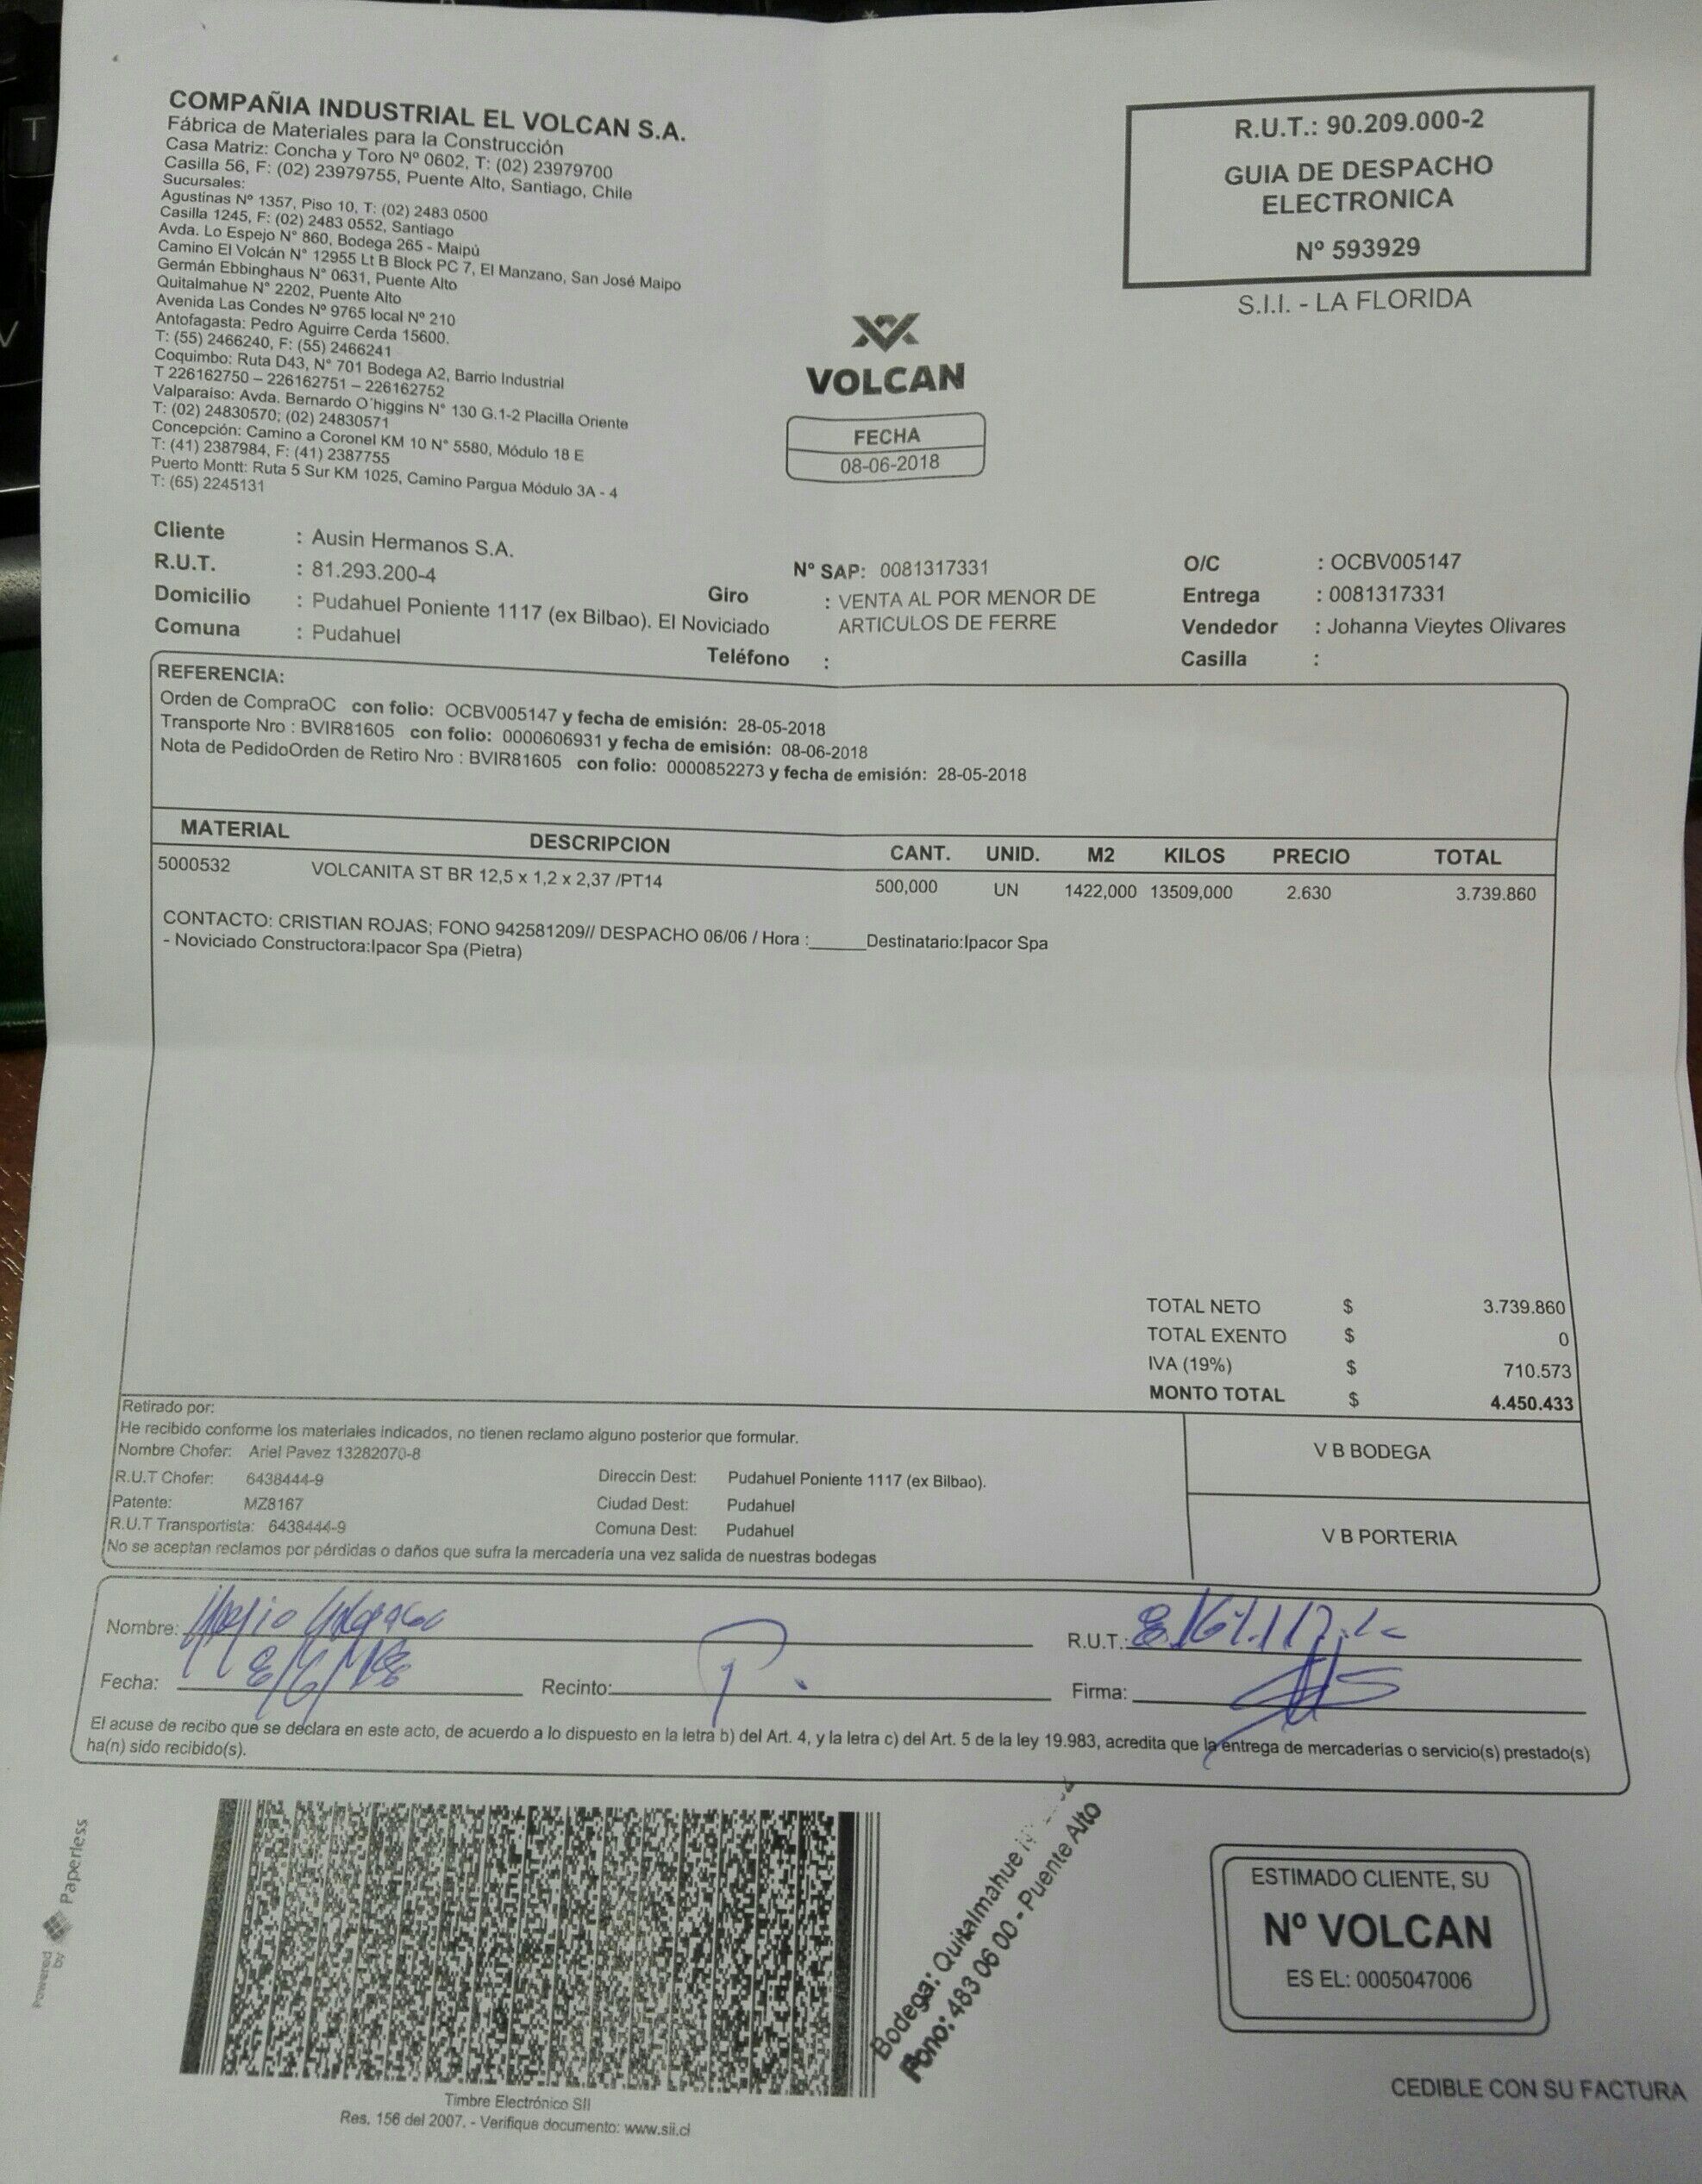 COMPAÑIA INDUSTRIAL EL VOLCAN S.A.
Fábrica de Materiales para la Construcción
Casa Matriz: Concha y Toro Nº 0602, T: (02) 23979700
Casilla 56, F: (02) 23979755, Puente Alto, Santiago, Chile
Sucursales:
Agustinas Nº 1357, Piso 10, T: (02) 2483 0500
Casilla 1245, F: (02) 2483 0552, Santiago
Avda. Lo Espejo N° 860, Bodega 265 - Maipú
Camino El Volcán N° 12955 Lt B Block PC 7, El Manzano, San José Maipo
Germán Ebbinghaus N° 0631, Puente Alto
Quitalmahue N° 2202, Puente Alto
Avenida Las Condes Nº 9765 local Nº 210
Antofagasta: Pedro Aguirre Cerda 15600.
T: (55) 2466240, F: (55) 2466241
Coquimbo: Ruta D43, N° 701 Bodega A2, Barrio Industrial
T 226162750 – 226162751 – 226162752
Valparaiso: Avda. Bernardo O´higgins N° 130 G.1-2 Placilla Oriente
T: (02) 24830570; (02) 24830571
Concepción: Camino a Coronel KM 10 N° 5580, Módulo 18 E
T: (41) 2387984, F: (41) 2387755
Puerto Montt: Ruta 5 Sur KM 1025, Camino Pargua Módulo 3A - 4
T: (65) 2245131
R.U.T.: 90.209.000-2
GUIA DE DESPACHO
ELECTRONICA
Nº 593929
S.I.I. - LA FLORIDA
VOLCAN
FECHA
08-06-2018
Cliente : Ausin Hermanos S.A.
R.U.T. : 81.293.200-4
Domicilio : Pudahuel Poniente 1117 (ex Bilbao). El Noviciado
Comuna : Pudahuel
Nº SAP: 0081317331
Giro : VENTA AL POR MENOR DE
ARTICULOS DE FERRE
Teléfono :
O/C : OCBV005147
Entrega : 0081317331
Vendedor : Johanna Vieytes Olivares
Casilla :
REFERENCIA:
Orden de CompraOC con folio: OCBV005147 y fecha de emisión: 28-05-2018
Transporte Nro : BVIR81605 con folio: 0000606931 y fecha de emisión: 08-06-2018
Nota de PedidoOrden de Retiro Nro : BVIR81605 con folio: 0000852273 y fecha de emisión: 28-05-2018
MATERIAL DESCRIPCION CANT. UNID. M2 KILOS PRECIO TOTAL
5000532 VOLCANITA ST BR 12,5 x 1,2 x 2,37 /PT14 500,000 UN 1422,000 13509,000 2.630 3.739.860
CONTACTO: CRISTIAN ROJAS; FONO 942581209// DESPACHO 06/06 / Hora :______Destinatario:Ipacor Spa
- Noviciado Constructora:Ipacor Spa (Pietra)
TOTAL NETO $ 3.739.860
TOTAL EXENTO $ 0
IVA (19%) $ 710.573
MONTO TOTAL $ 4.450.433
Retirado por:
He recibido conforme los materiales indicados, no tienen reclamo alguno posterior que formular.
Nombre Chofer: Ariel Pavez 13282070-8
R.U.T Chofer: 6438444-9 Direccin Dest: Pudahuel Poniente 1117 (ex Bilbao).
Patente: MZ8167 Ciudad Dest: Pudahuel
R.U.T Transportista: 6438444-9 Comuna Dest: Pudahuel
No se aceptan reclamos por pérdidas o daños que sufra la mercadería una vez salida de nuestras bodegas
V B BODEGA
V B PORTERIA
Nombre: R.U.T.:
Fecha: 8/6/18 Recinto: Firma:
El acuse de recibo que se declara en este acto, de acuerdo a lo dispuesto en la letra b) del Art. 4, y la letra c) del Art. 5 de la ley 19.983, acredita que la entrega de mercaderias o servicio(s) prestado(s)
ha(n) sido recibido(s).
Powered by Paperless
Timbre Electrónico SII
Res. 156 del 2007. - Verifique documento: www.sii.cl
Bodega: Quitalmahue
Fono: 483 06 00 - Puente Alto
ESTIMADO CLIENTE, SU
Nº VOLCAN
ES EL: 0005047006
CEDIBLE CON SU FACTURA